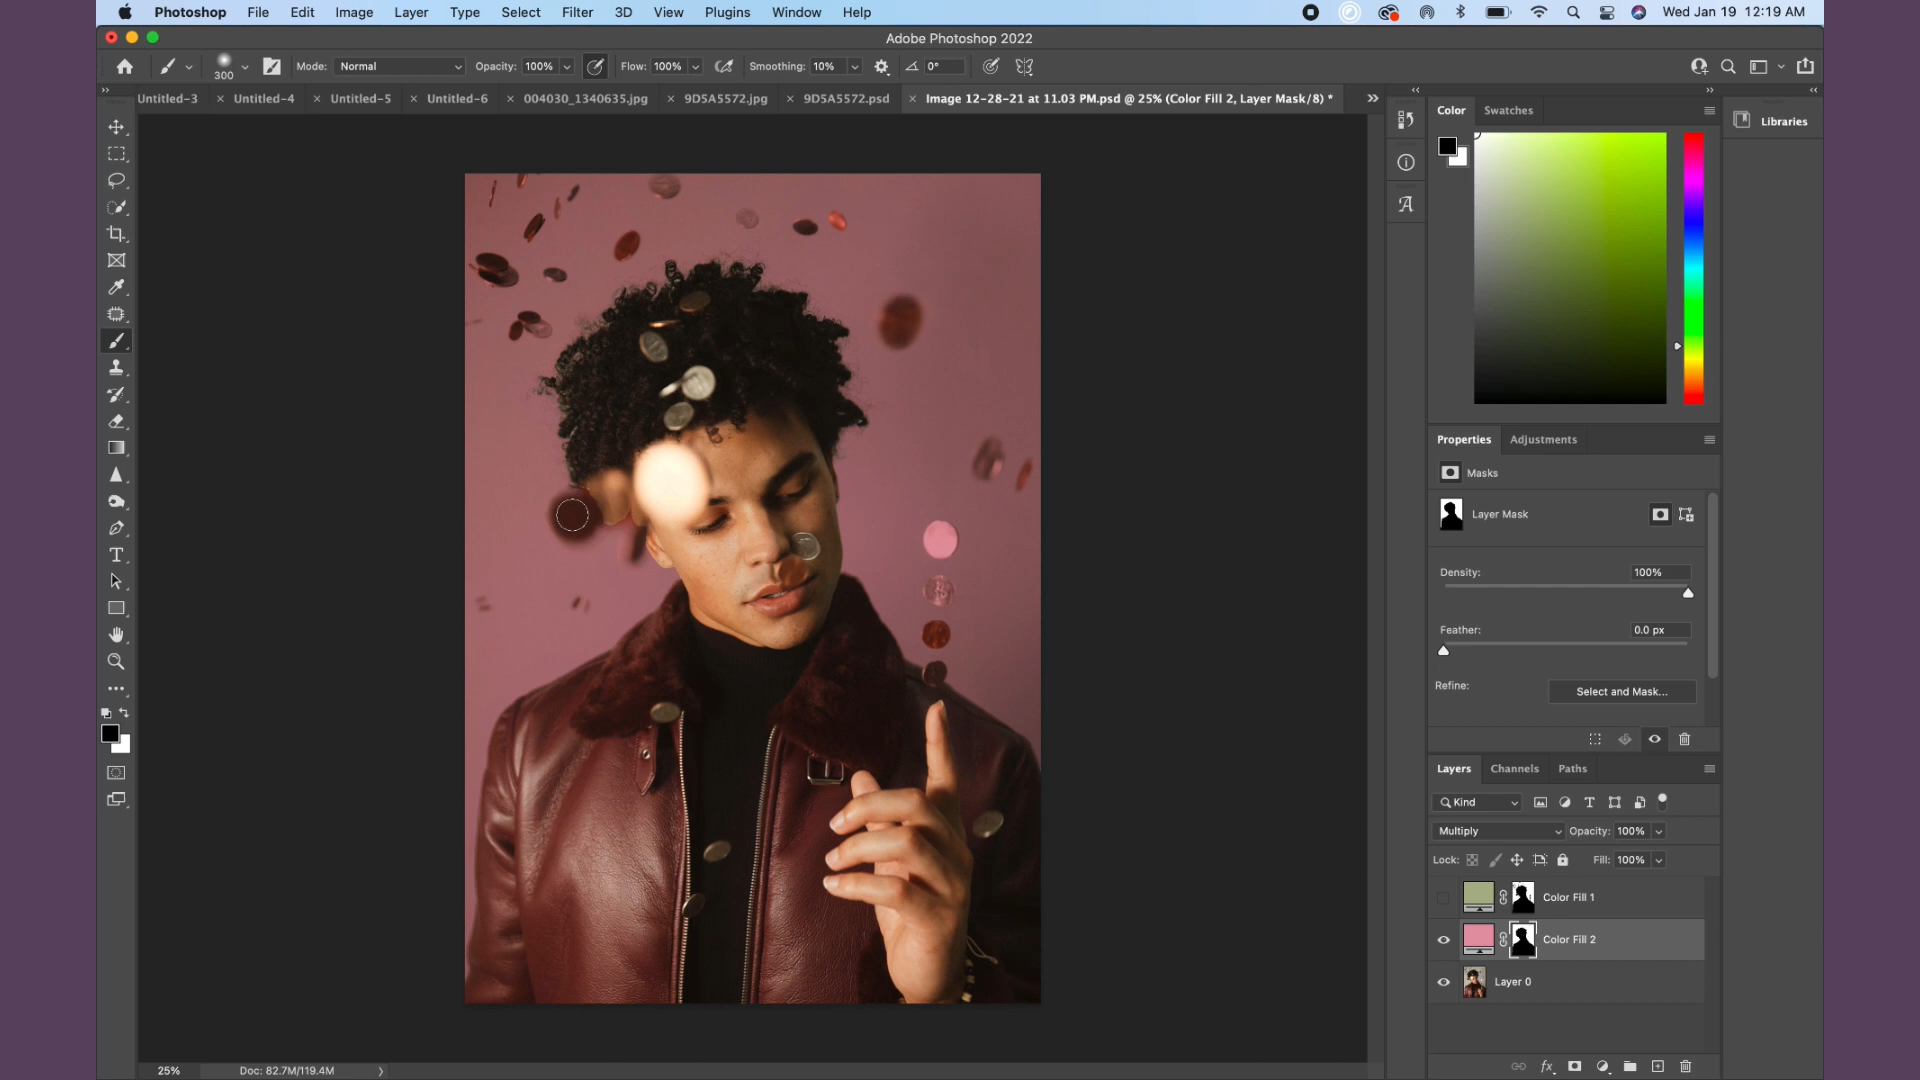 Photoshop File Edit Image Layer Type Select Filter 3D View Plugins Window Help Wed Jan 19 12:19 AM
Adobe Photoshop 2022
300 Mode: Normal Opacity: 100% Flow: 100% Smoothing: 10% 0°
Untitled-3 × Untitled-4 × Untitled-5 × Untitled-6 × 004030_1340635.jpg × 9D5A5572.jpg × 9D5A5572.psd × Image 12-28-21 at 11.03 PM.psd @ 25% (Color Fill 2, Layer Mask/8) *
Color Swatches
Libraries
Properties Adjustments
Masks
Layer Mask
Density: 100%
Feather: 0.0 px
Refine: Select and Mask...
Layers Channels Paths
Kind
Multiply Opacity: 100%
Lock: Fill: 100%
Color Fill 1
Color Fill 2
Layer 0
25% Doc: 82.7M/119.4M